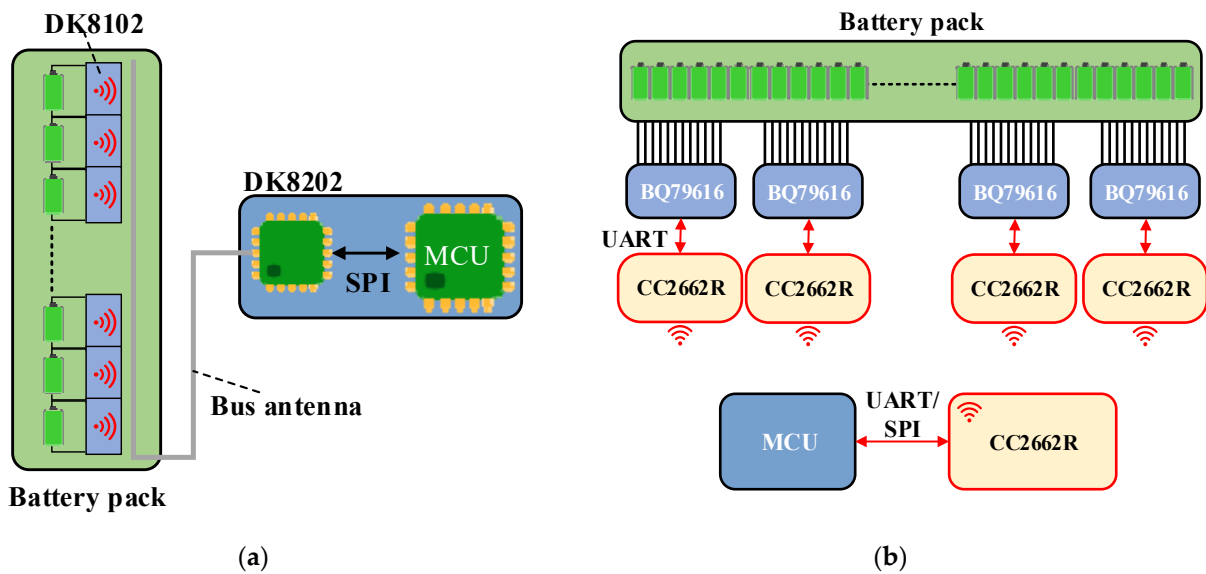 DK8102
DK8202
MCU
SPI
Bus antenna
Battery pack
(a)
Battery pack
BQ79616
BQ79616
BQ79616
BQ79616
UART
CC2662R
CC2662R
CC2662R
CC2662R
UART/
SPI
MCU
CC2662R
(b)